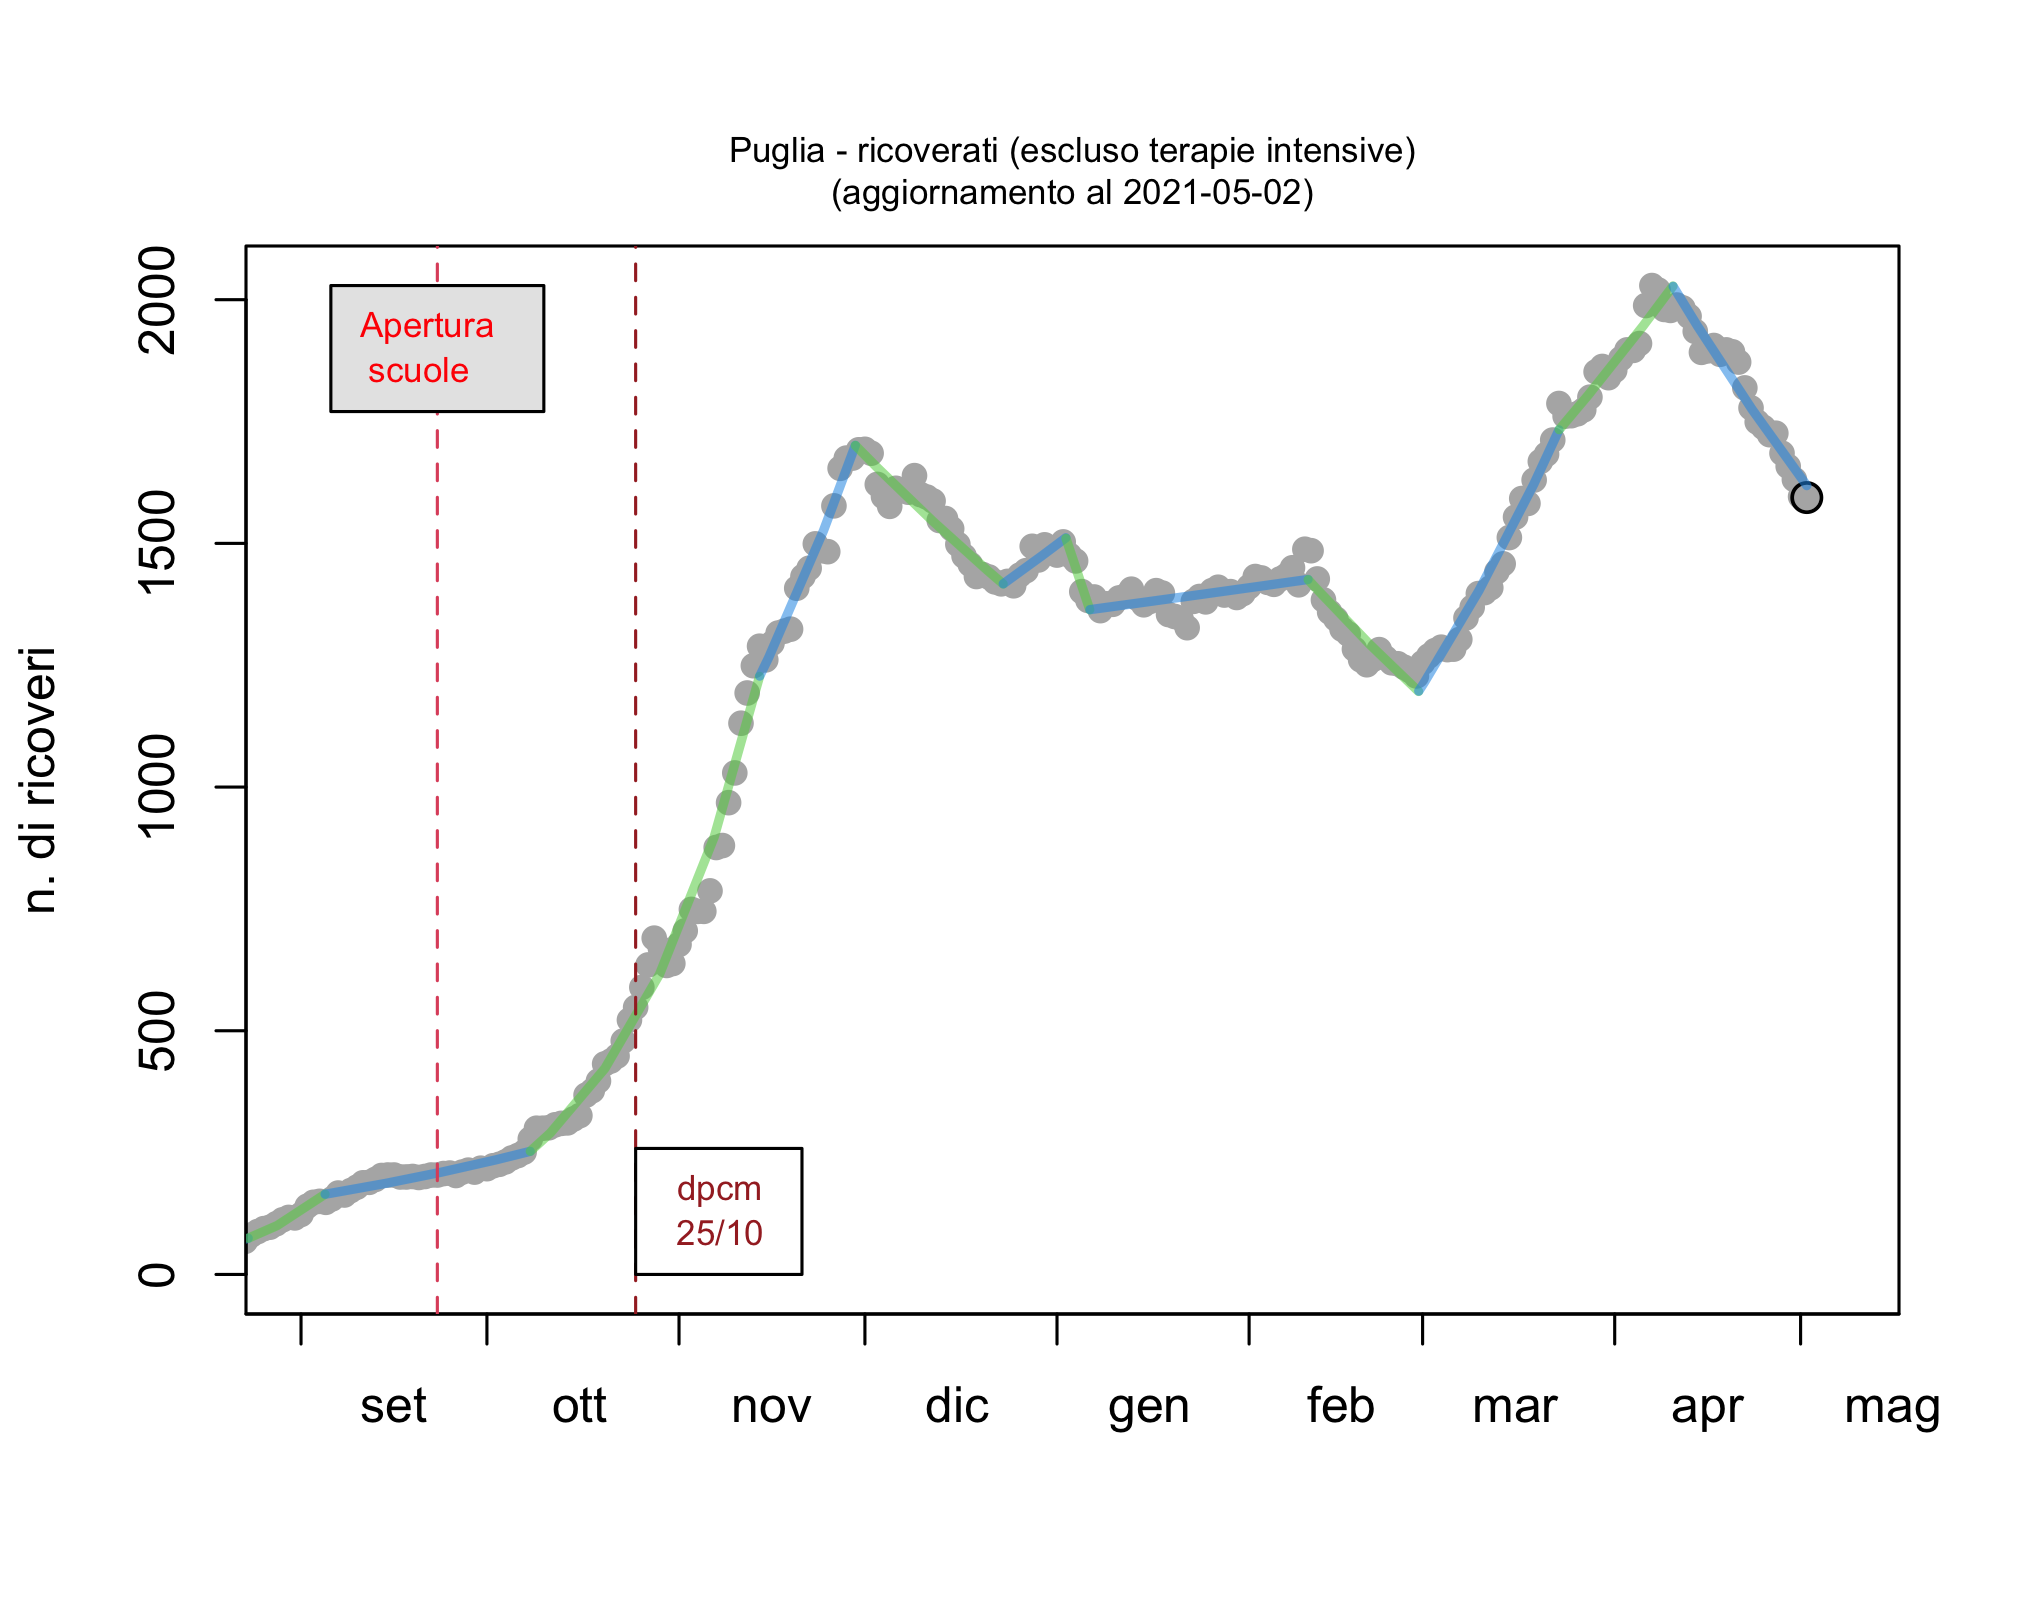 Puglia - ricoverati (escluso terapie intensive)
(aggiornamento al 2021-05-02)
n. di ricoveri
2000
1500
1000
500
0
Apertura
scuole
dpcm
25/10
set ott nov dic gen feb mar apr mag